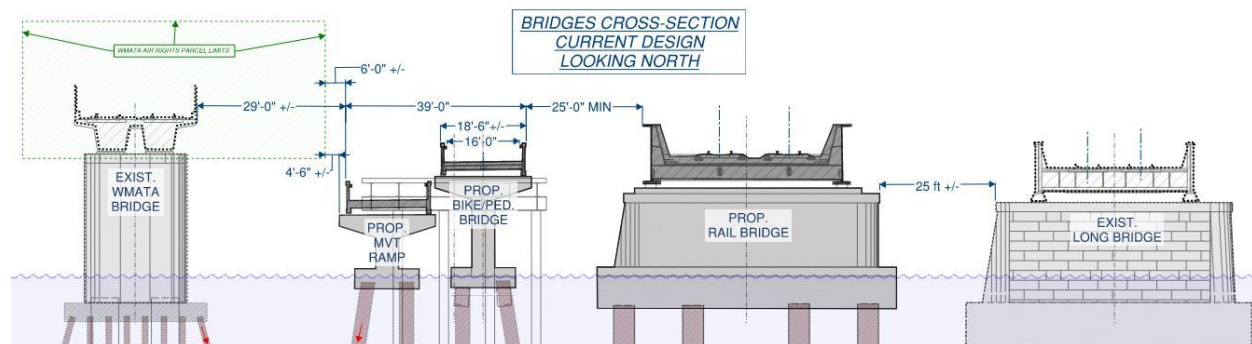 BRIDGES CROSS-SECTION
CURRENT DESIGN
LOOKING NORTH
WMATA AIR RIGHTS PARCEL LIMITS
6'-0" +/-
29'-0" +/-
39'-0"
25'-0" MIN
18'-6"+/-
16'-0"
4'-6" +/-
EXIST.
WMATA
BRIDGE
PROP.
MVT
RAMP
PROP.
BIKE/PED.
BRIDGE
PROP.
RAIL BRIDGE
25 ft +/-
EXIST.
LONG BRIDGE